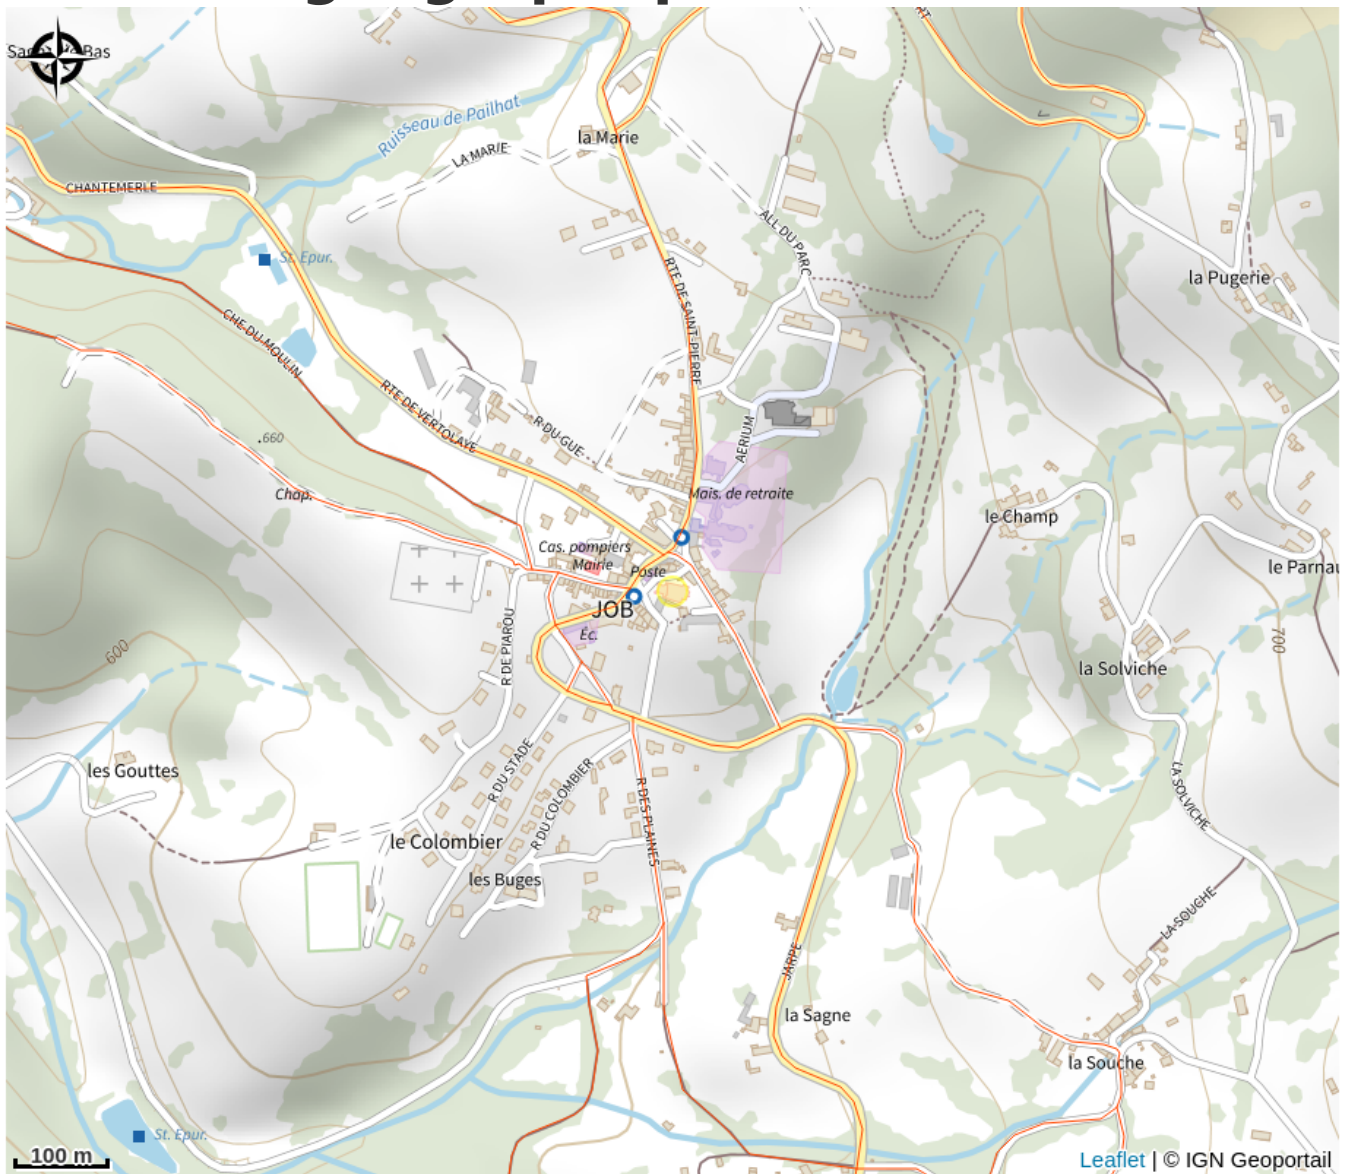 Ruisseau de Pailhat
la Marie
LA MARIE
CHANTEMERLE
ALL DU PARC
St. Epur.
RTE DE SAINT-PIERRE
la Pugerie
CHE DU MOULIN
RTE DE VERTOLAYE
R DU GUE
AERIUM
.660
Chap.
Mais. de retraite
le Champ
Cas. pompiers
Mairie
Poste
le Parnau
JOB
Éc.
R DE PIAROU
600
700
la Solviche
les Gouttes
R DU STADE
R DU COLOMBIER
R DES PLAINES
LA SOLVICHE
le Colombier
les Buges
LA SOUCHE
JARPE
la Sagne
la Souche
St. Epur.
100 m
Leaflet | © IGN Geoportail